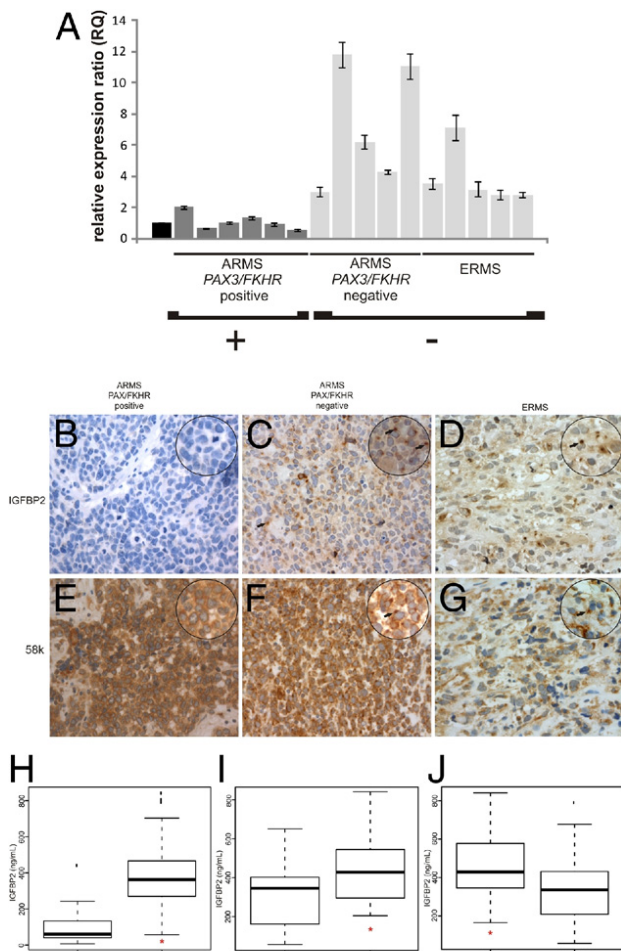 A
relative expression ratio (RQ)
14
12
10
8
6
4
2
0
ARMS
PAX3/FKHR
positive
ARMS
PAX3/FKHR
negative
ERMS
+
-
ARMS
PAX/FKHR
positive
ARMS
PAX/FKHR
negative
ERMS
IGFBP2
B
C
D
58k
E
F
G
H
IGFBP2 (ng/mL)
800
600
400
200
0
*
I
IGFBP2 (ng/mL)
800
600
400
200
*
J
IGFBP2 (ng/mL)
800
600
400
200
*